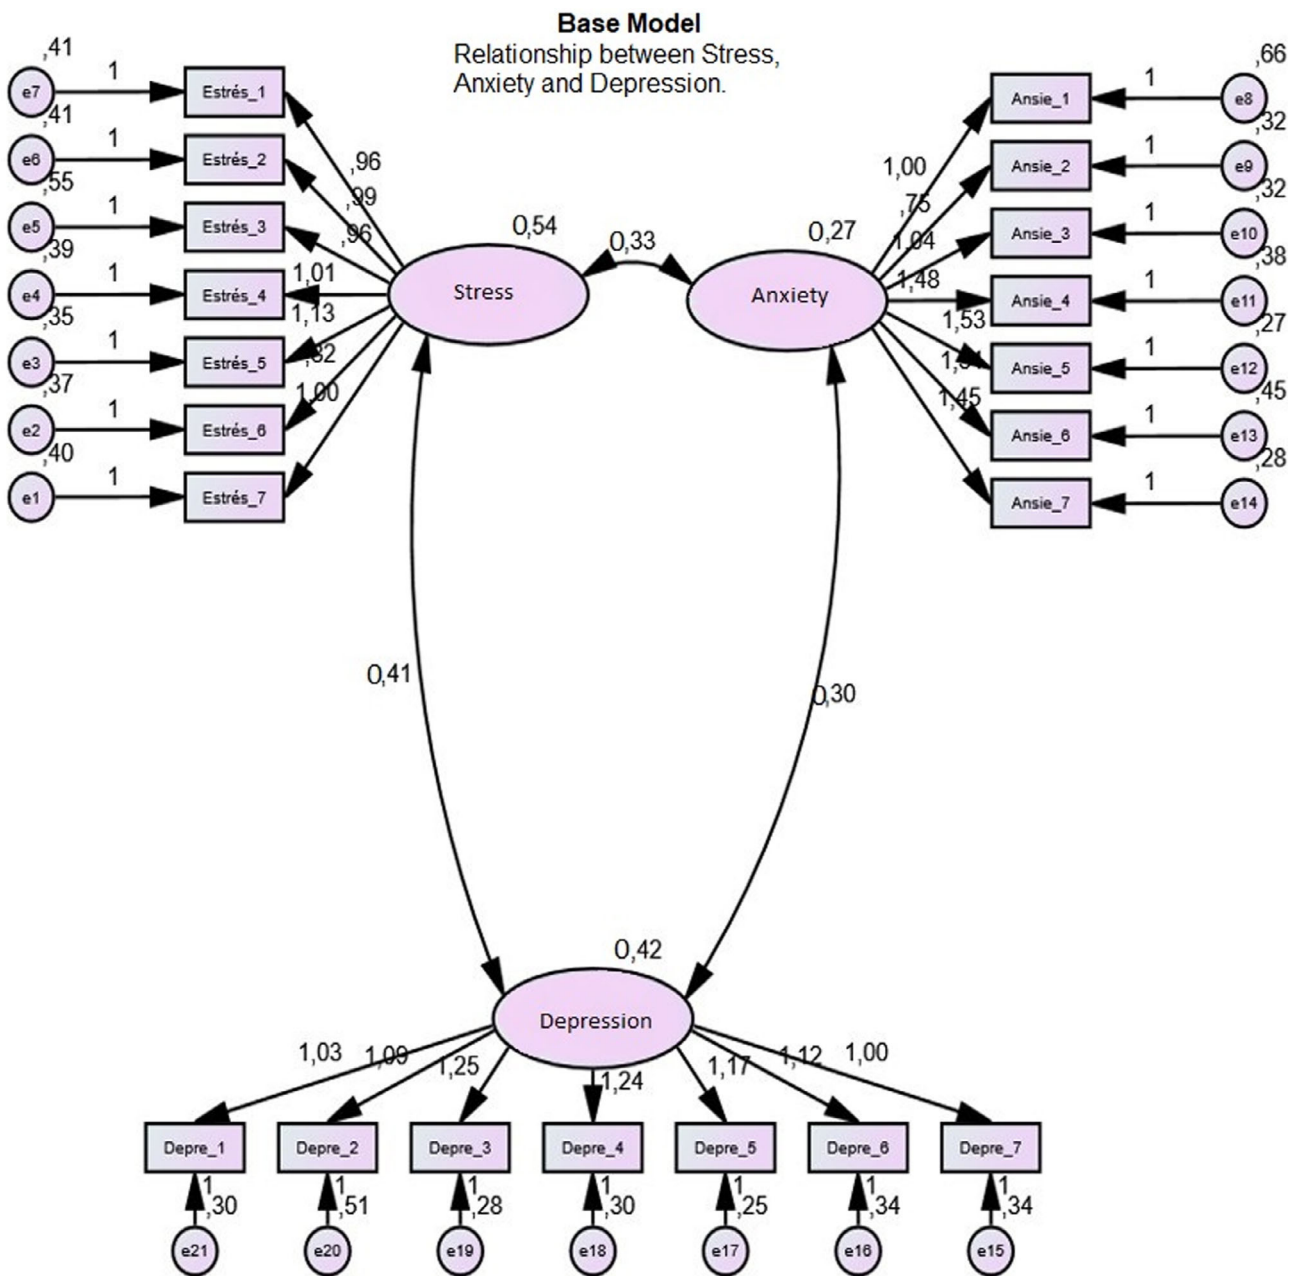 Base Model
Relationship between Stress,
Anxiety and Depression.
,41
e7
1
Estrés_1
,41
e6
1
Estrés_2
,55
e5
1
Estrés_3
,39
e4
1
Estrés_4
,35
e3
1
Estrés_5
,37
e2
1
Estrés_6
,40
e1
1
Estrés_7
,96
,99
,96
1,01
1,13
,82
1,00
0,54
Stress
0,33
0,27
Anxiety
1,00
,75
1,04
1,48
1,53
1,45
Ansie_1
1
e8
,66
Ansie_2
1
e9
,32
Ansie_3
1
e10
,32
Ansie_4
1
e11
,38
Ansie_5
1
e12
,27
Ansie_6
1
e13
,45
Ansie_7
1
e14
,28
0,41
0,30
0,42
Depression
1,03
1,09
1,25
1,24
1,17
1,12
1,00
Depre_1
Depre_2
Depre_3
Depre_4
Depre_5
Depre_6
Depre_7
1
1
1
1
1
1
1
,30
,51
,28
,30
,25
,34
,34
e21
e20
e19
e18
e17
e16
e15